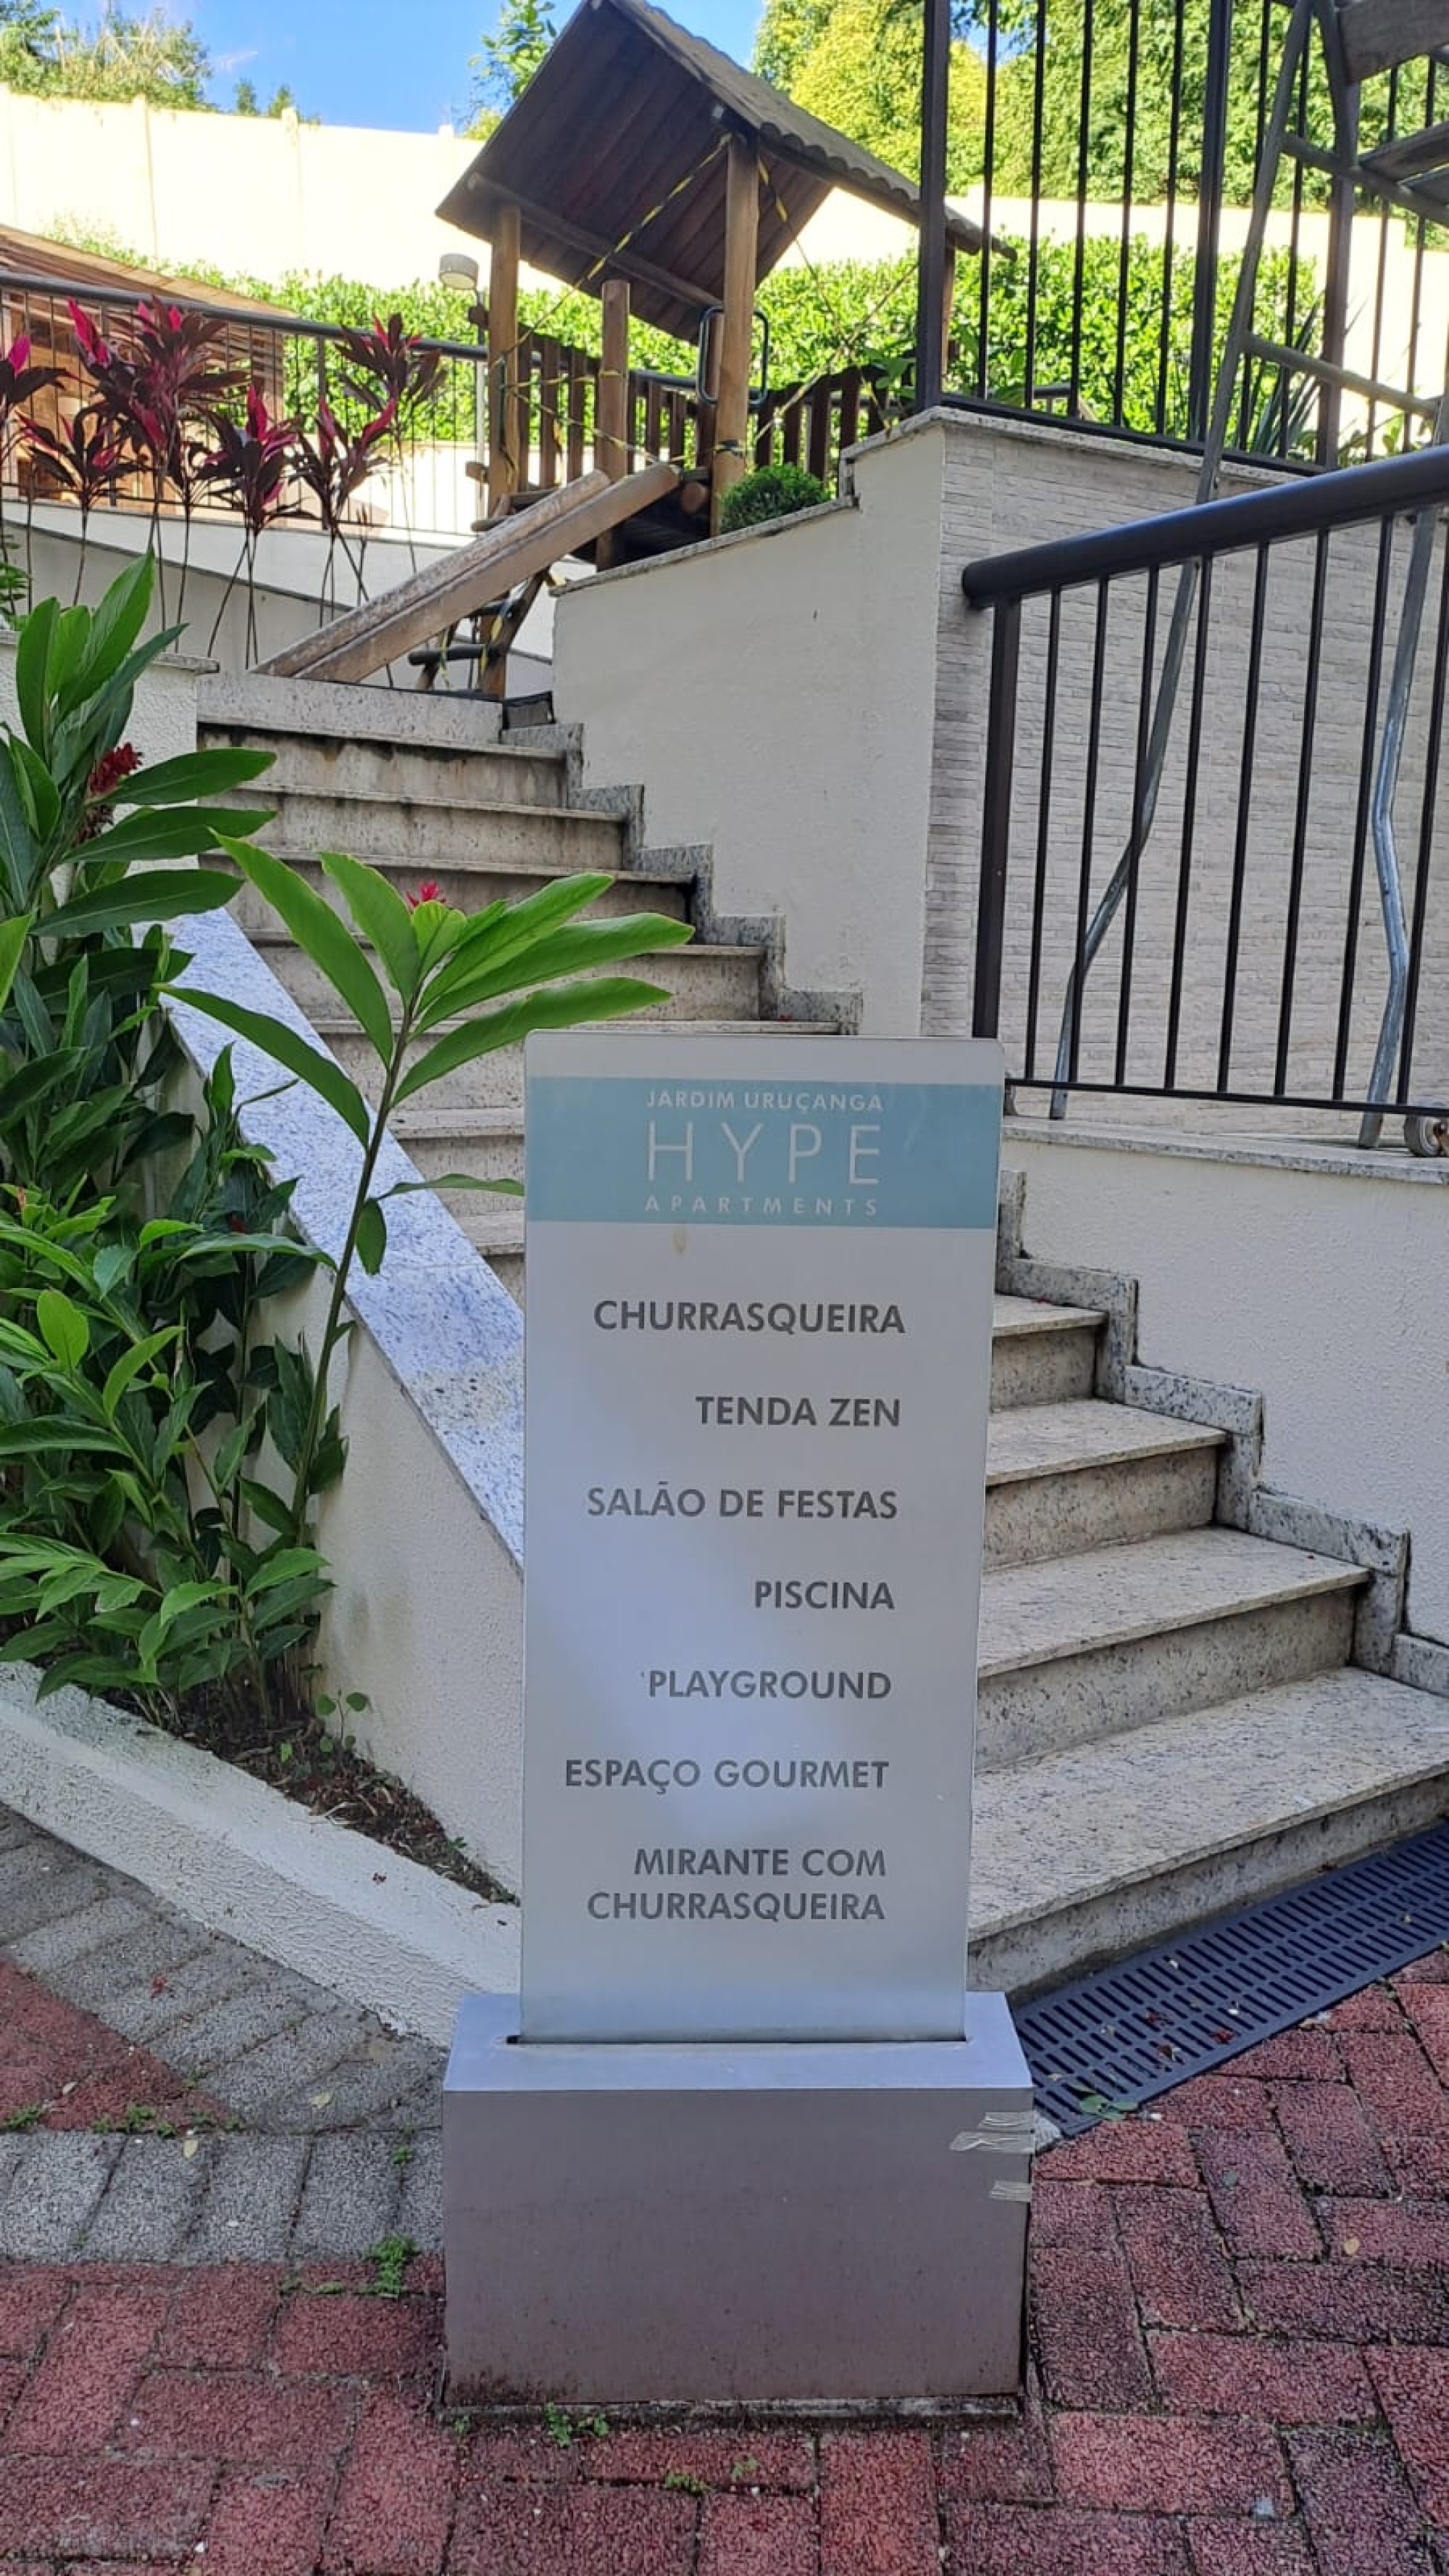 JARDIM URUÇANGA
HYPE
APARTMENTS
CHURRASQUEIRA
TENDA ZEN
SALÃO DE FESTAS
PISCINA
PLAYGROUND
ESPAÇO GOURMET
MIRANTE COM
CHURRASQUEIRA